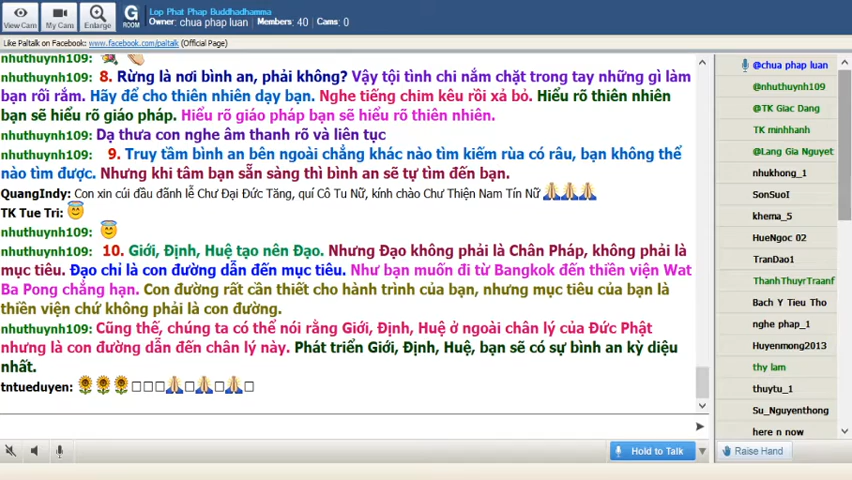 View Cam
My Cam
Enlarge
G
ROOM
Lop Phat Phap Buddhadhamma
Owner: chua phap luan  Members: 40  Cams: 0
Like Paltalk on Facebook: www.facebook.com/paltalk (Official Page)
nhuthuynh109:
nhuthuynh109: 8. Rừng là nơi bình an, phải không? Vậy tội tình chi nắm chặt trong tay những gì làm
bạn rối rắm. Hãy để cho thiên nhiên dạy bạn. Nghe tiếng chim kêu rồi xả bỏ. Hiểu rõ thiên nhiên
bạn sẽ hiểu rõ giáo pháp. Hiểu rõ giáo pháp bạn sẽ hiểu rõ thiên nhiên.
nhuthuynh109: Dạ thưa con nghe âm thanh rõ và liên tục
nhuthuynh109: 9. Truy tầm bình an bên ngoài chẳng khác nào tìm kiếm rùa có râu, bạn không thể
nào tìm được. Nhưng khi tâm bạn sẵn sàng thì bình an sẽ tự tìm đến bạn.
QuangIndy: Con xin cúi đầu đãnh lễ Chư Đại Đức Tăng, quí Cô Tu Nữ, kính chào Chư Thiện Nam Tín Nữ
TK Tue Tri:
nhuthuynh109:
nhuthuynh109: 10. Giới, Định, Huệ tạo nên Đạo. Nhưng Đạo không phải là Chân Pháp, không phải là
mục tiêu. Đạo chỉ là con đường dẫn đến mục tiêu. Như bạn muốn đi từ Bangkok đến thiền viện Wat
Ba Pong chẳng hạn. Con đường rất cần thiết cho hành trình của bạn, nhưng mục tiêu của bạn là
thiền viện chứ không phải là con đường.
nhuthuynh109: Cũng thế, chúng ta có thể nói rằng Giới, Định, Huệ ở ngoài chân lý của Đức Phật
nhưng là con đường dẫn đến chân lý này. Phát triển Giới, Định, Huệ, bạn sẽ có sự bình an kỳ diệu
nhất.
tntueduyen:
Hold to Talk
@chua phap luan
@nhuthuynh109
@TK Giac Dang
TK minhhanh
@Lang Gia Nguyet
nhukhong_1
SonSuoI
khema_5
HueNgoc 02
TranDao1
ThanhThuyrTraanf
Bach Y Tieu Tho
nghe phap_1
Huyenmong2013
thy lam
thuytu_1
Su_Nguyenthong
here n now
Raise Hand